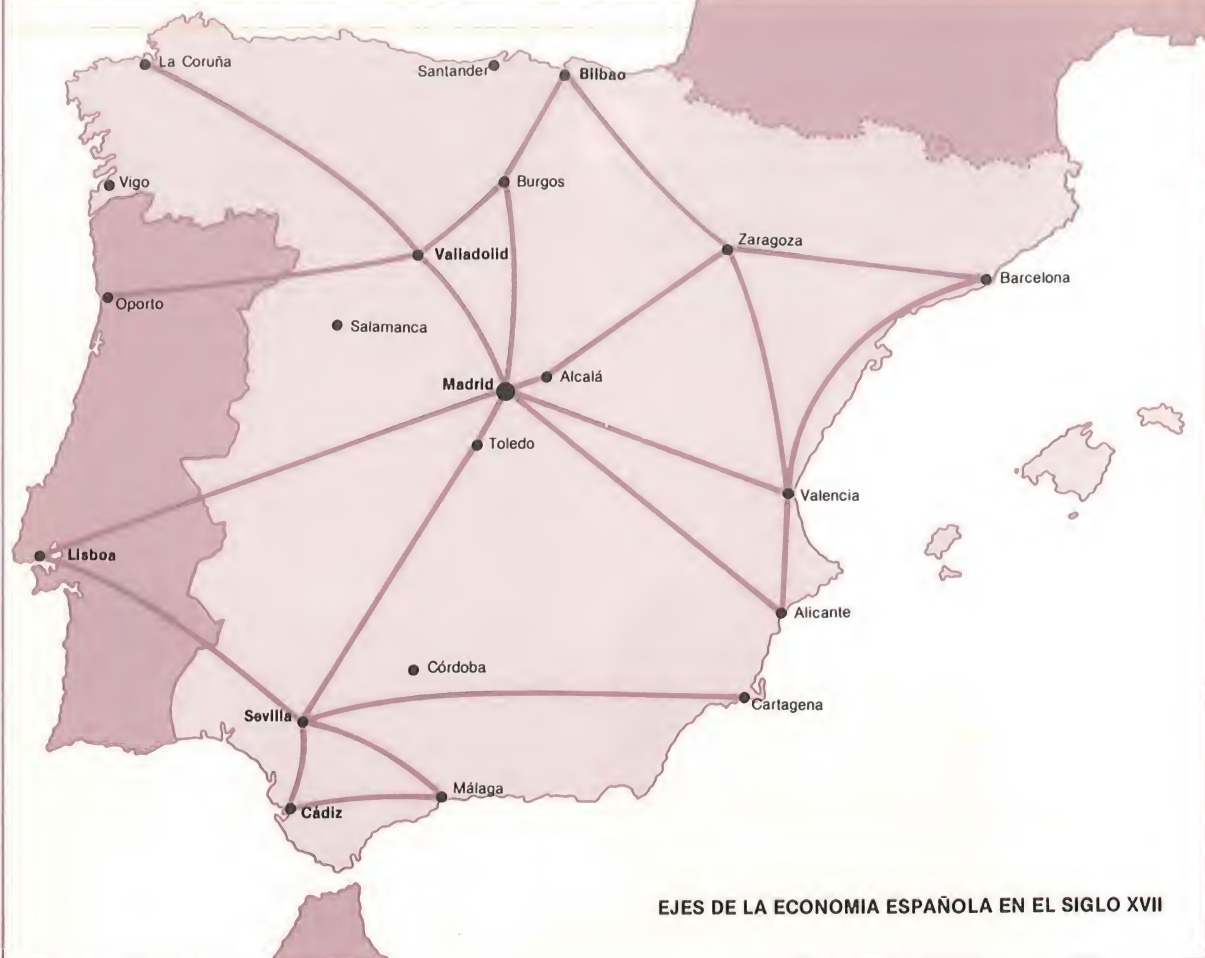 La Coruña
Santander
Bilbao
Vigo
Burgos
Valladolid
Zaragoza
Barcelona
Oporto
Salamanca
Madrid
Alcalá
Toledo
Valencia
Lisboa
Alicante
Córdoba
Sevilla
Cartagena
Málaga
Cádiz
EJES DE LA ECONOMIA ESPAÑOLA EN EL SIGLO XVII